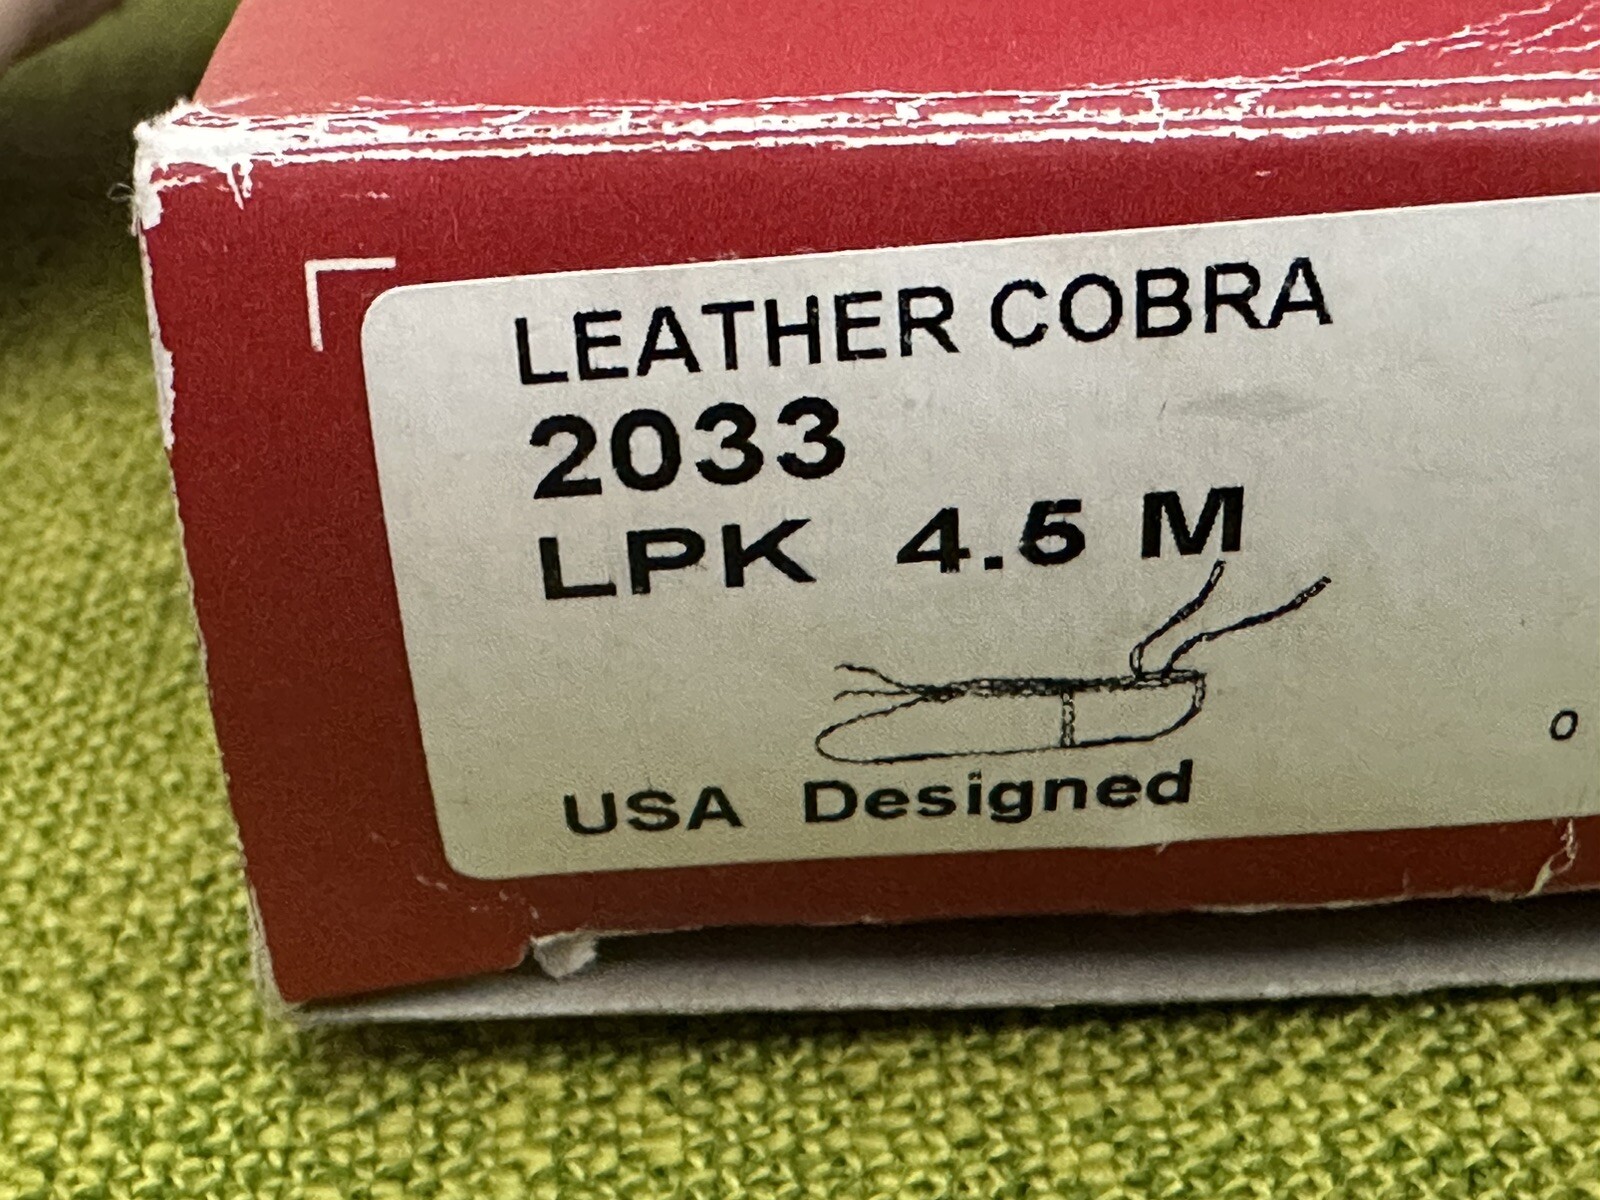 LEATHER COBRA
2033
LPK 4.5 M
USA Designed